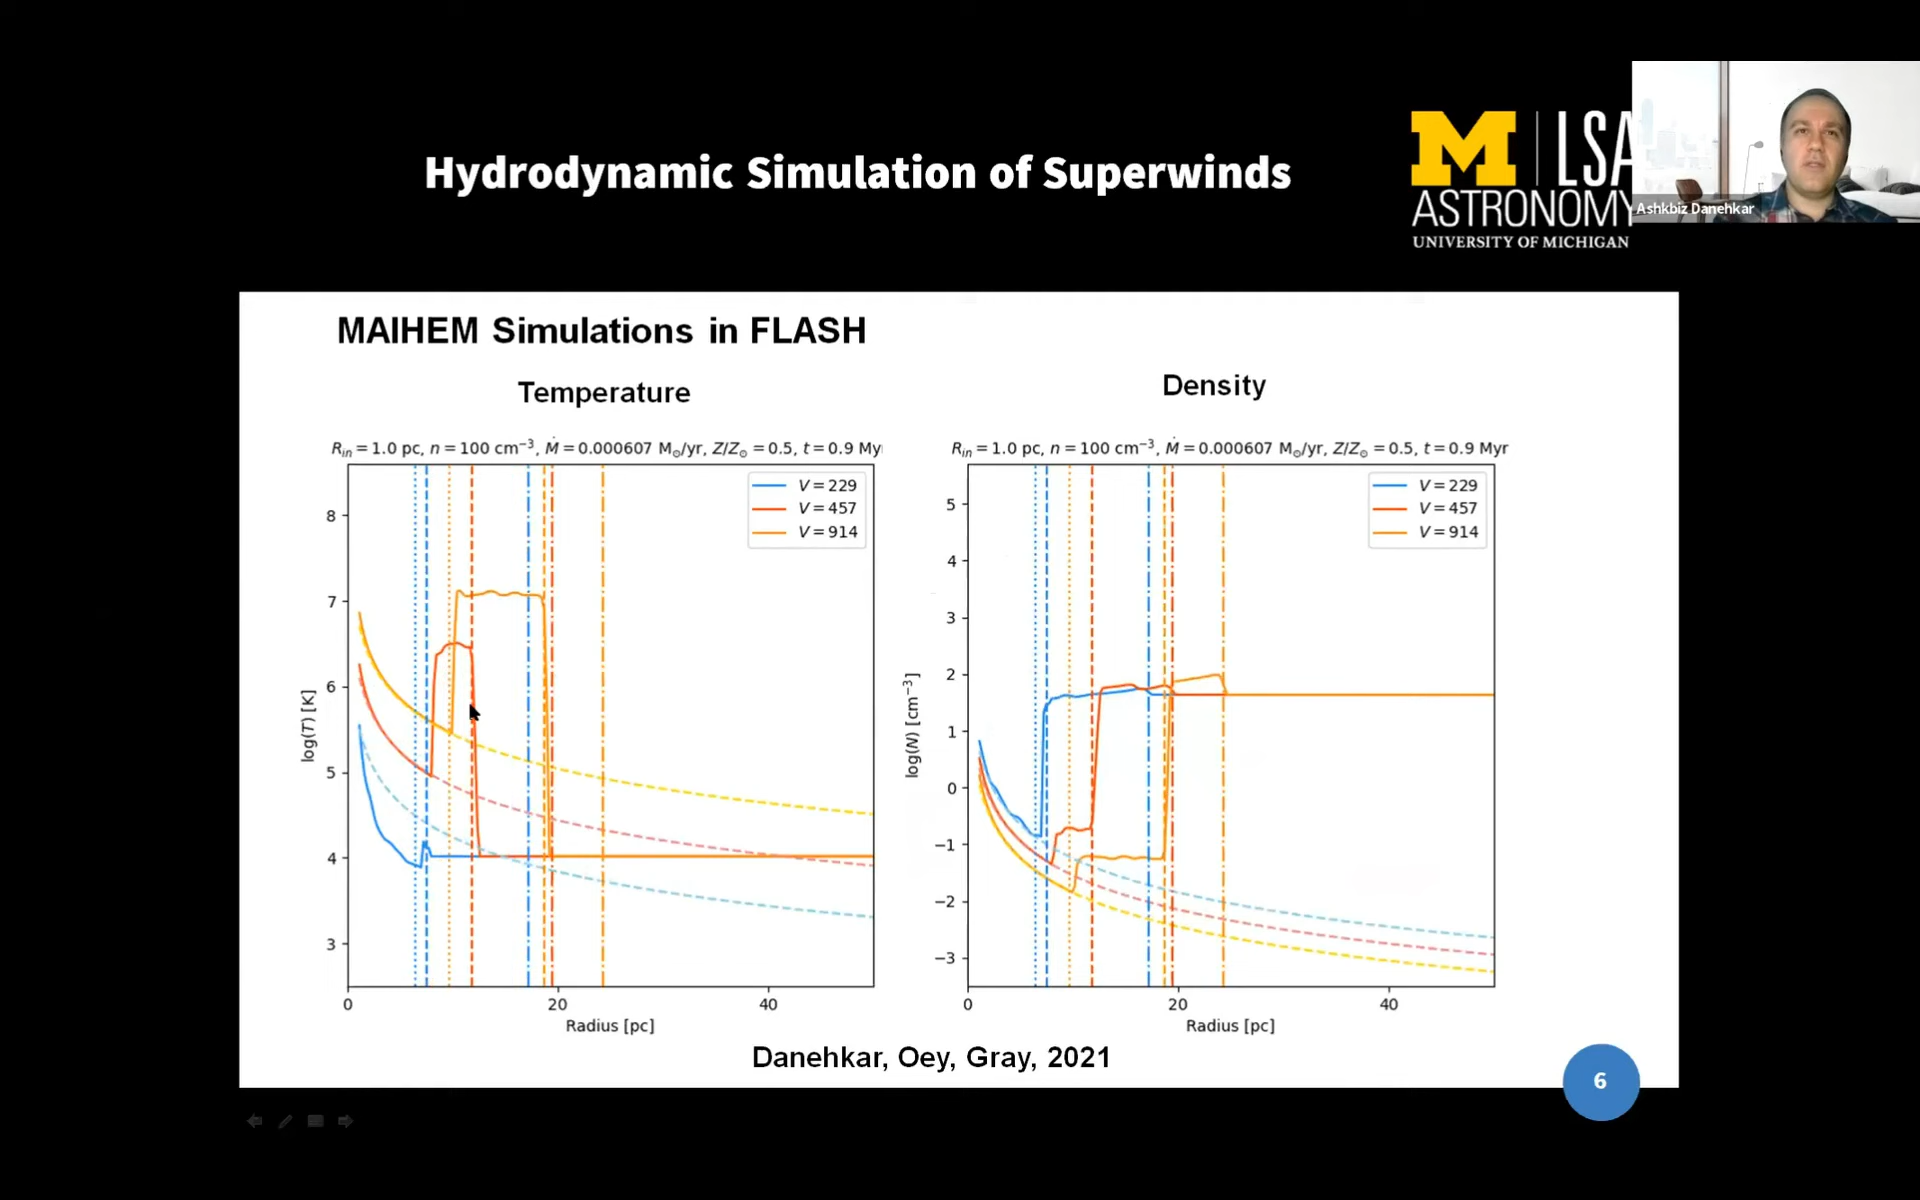 Hydrodynamic Simulation of Superwinds
M LSA
ASTRONOMY
UNIVERSITY OF MICHIGAN
Ashkbiz Danehkar
MAIHEM Simulations in FLASH
Temperature
Density
R_in = 1.0 pc, n = 100 cm⁻³, Ṁ = 0.000607 M⊙/yr, Z/Z⊙ = 0.5, t = 0.9 My
R_in = 1.0 pc, n = 100 cm⁻³, Ṁ = 0.000607 M⊙/yr, Z/Z⊙ = 0.5, t = 0.9 Myr
V = 229
V = 457
V = 914
8
7
6
5
4
3
log(T) [K]
0 20 40
Radius [pc]
V = 229
V = 457
V = 914
5
4
3
2
1
0
−1
−2
−3
log(N) [cm⁻³]
0 20 40
Radius [pc]
Danehkar, Oey, Gray, 2021
6